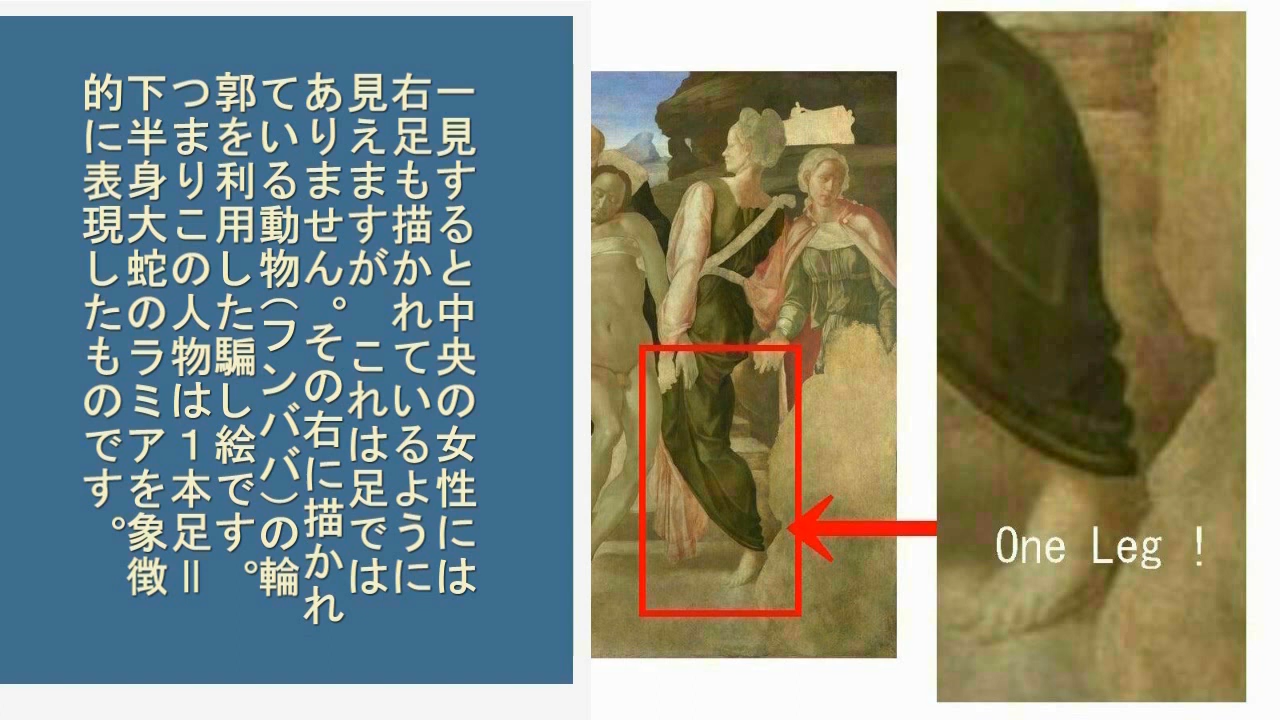 一見すると中央の女性には
右足も描かれているように
見えますが　これは足では
ありません。その右に描かれ
ている動物（フンババ）の輪
郭を利用した騙し絵です。
つまりこの人物は１本足＝
下半身大蛇のラミアを象徴
的に表現したものです。
One Leg !